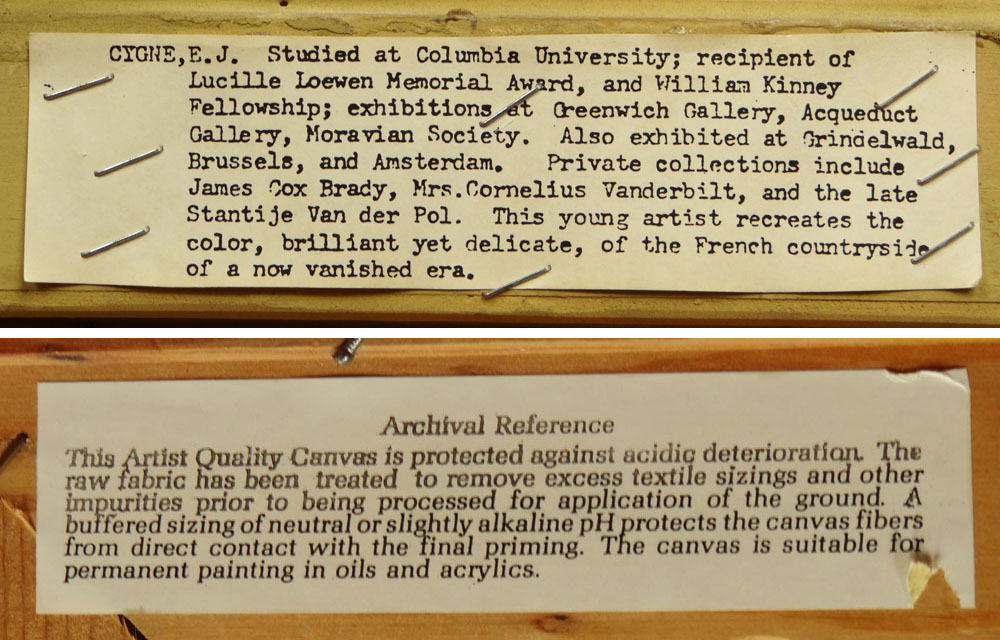 CYGNE,E.J. Studied at Columbia University; recipient of
Lucille Loewen Memorial Award, and William Kinney
Fellowship; exhibitions at Greenwich Gallery, Acqueduct
Gallery, Moravian Society. Also exhibited at Grindelwald,
Brussels, and Amsterdam. Private collections include
James Cox Brady, Mrs.Cornelius Vanderbilt, and the late
Stantije Van der Pol. This young artist recreates the
color, brilliant yet delicate, of the French countryside
of a now vanished era.
Archival Reference
This Artist Quality Canvas is protected against acidic deterioration. The
raw fabric has been treated to remove excess textile sizings and other
impurities prior to being processed for application of the ground. A
buffered sizing of neutral or slightly alkaline pH protects the canvas fibers
from direct contact with the final priming. The canvas is suitable for
permanent painting in oils and acrylics.